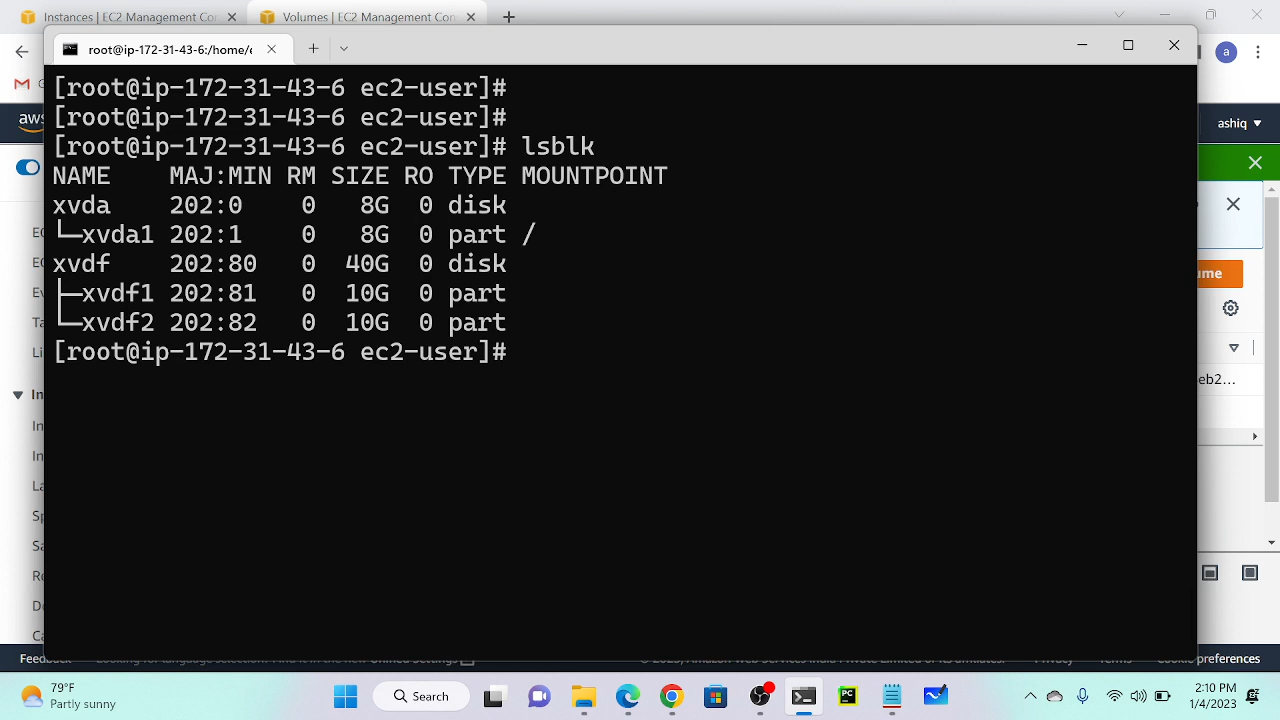 Instances | EC2 Management Con
Volumes | EC2 Management Con
root@ip-172-31-43-6:/home/e
a
ashiq
[root@ip-172-31-43-6 ec2-user]#
[root@ip-172-31-43-6 ec2-user]#
[root@ip-172-31-43-6 ec2-user]# lsblk
NAME MAJ:MIN RM SIZE RO TYPE MOUNTPOINT
xvda 202:0 0 8G 0 disk
└─xvda1 202:1 0 8G 0 part /
xvdf 202:80 0 40G 0 disk
├─xvdf1 202:81 0 10G 0 part
└─xvdf2 202:82 0 10G 0 part
[root@ip-172-31-43-6 ec2-user]#
aws
ume
eb2...
Feedback
Cookie preferences
79°F
Partly cloudy
Search
PC
2:10 PM
1/4/2023